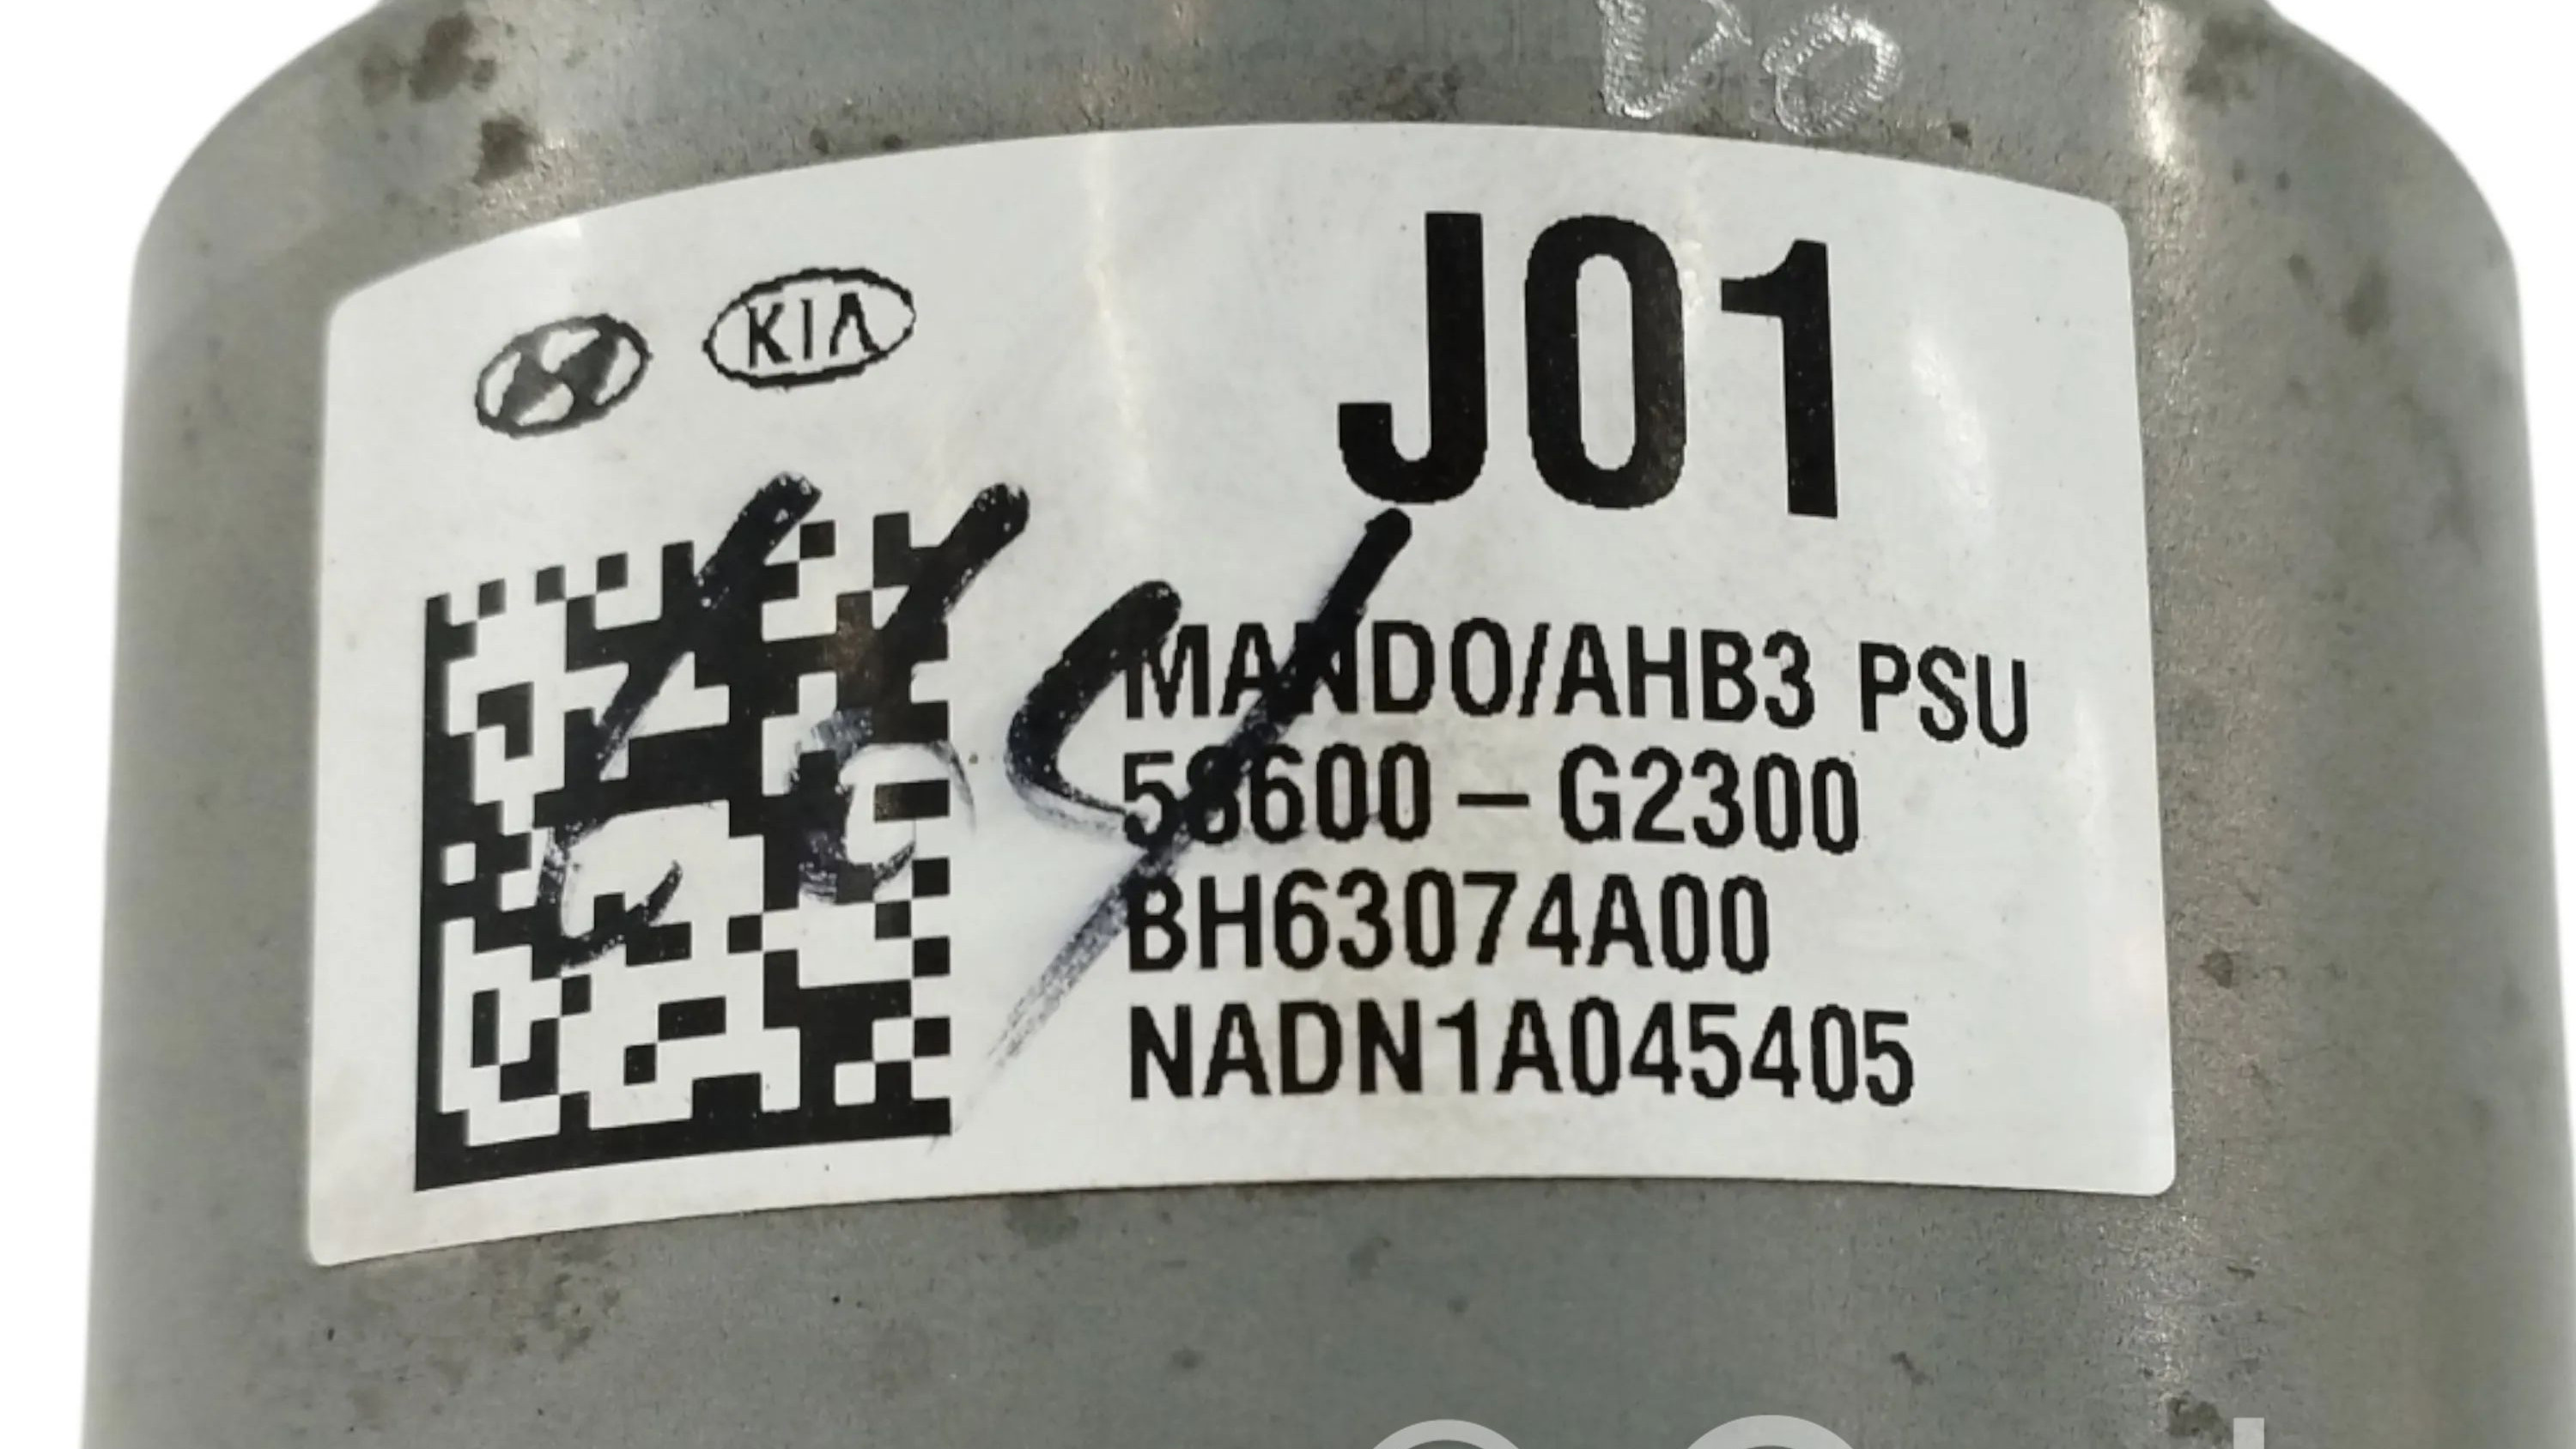 KIA
J01
MANDO/AHB3 PSU
58600-G2300
BH63074A00
NADN1A045405